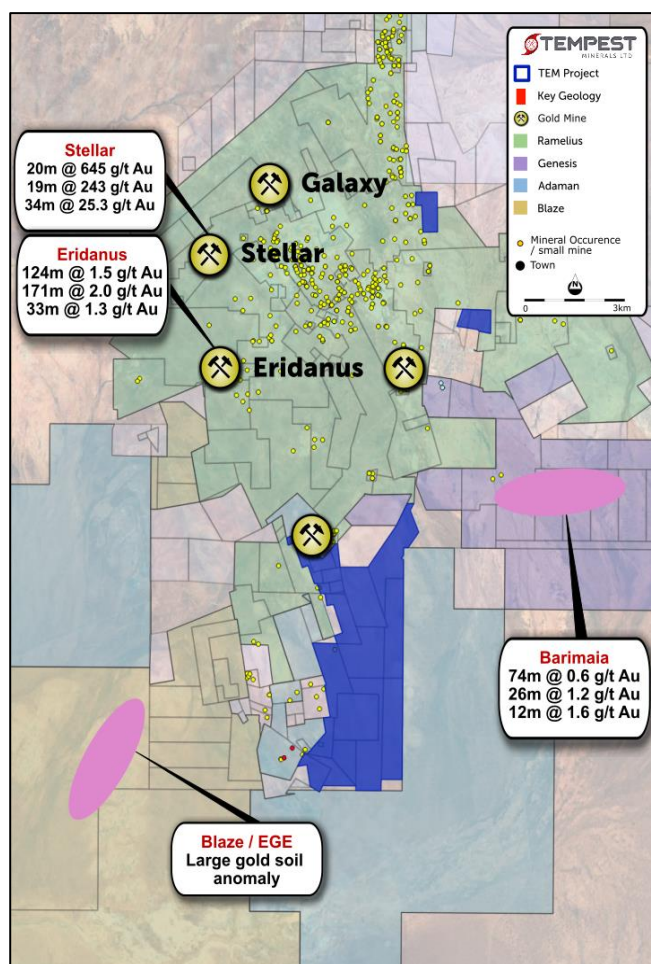 TEMPEST
MINERALS LTD
TEM Project
Key Geology
Gold Mine
Ramelius
Genesis
Adaman
Blaze
Mineral Occurence
/ small mine
Town
N
0 3km
Stellar
20m @ 645 g/t Au
19m @ 243 g/t Au
34m @ 25.3 g/t Au
Eridanus
124m @ 1.5 g/t Au
171m @ 2.0 g/t Au
33m @ 1.3 g/t Au
Galaxy
Stellar
Eridanus
Barimaia
74m @ 0.6 g/t Au
26m @ 1.2 g/t Au
12m @ 1.6 g/t Au
Blaze / EGE
Large gold soil
anomaly